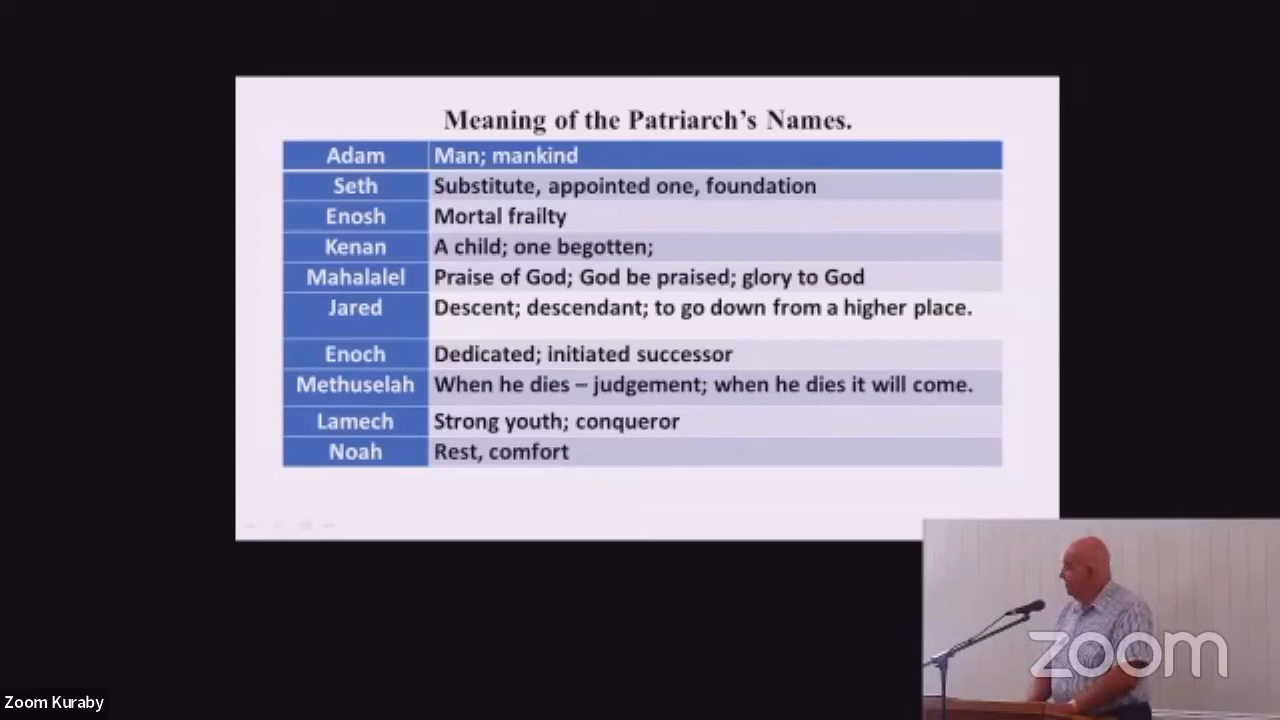 Meaning of the Patriarch's Names.
Adam Man; mankind
Seth Substitute, appointed one, foundation
Enosh Mortal frailty
Kenan A child; one begotten;
Mahalalel Praise of God; God be praised; glory to God
Jared Descent; descendant; to go down from a higher place.
Enoch Dedicated; initiated successor
Methuselah When he dies – judgement; when he dies it will come.
Lamech Strong youth; conqueror
Noah Rest, comfort
zoom
Zoom Kuraby